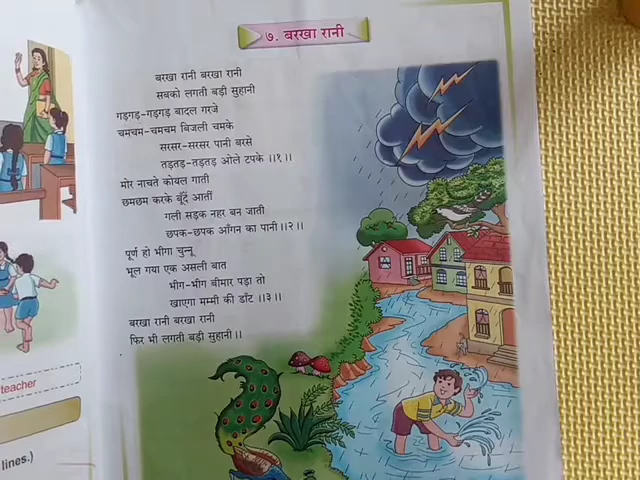 ७. बरखा रानी
बरखा रानी बरखा रानी
सबको लगती बड़ी सुहानी
गड़गड़-गड़गड़ बादल गरजे
चमचम-चमचम बिजली चमके
सरसर-सरसर पानी बरसे
तड़तड़-तड़तड़ ओले टपके ।।१।।
मोर नाचते कोयल गाती
छमछम करके बूँदें आतीं
गली सड़क नहर बन जाती
छपक-छपक आँगन का पानी।।२।।
पूर्ण हो भीगा चुन्नू
भूल गया एक असली बात
भीग-भीग बीमार पड़ा तो
खाएगा मम्मी की डाँट ।।३।।
बरखा रानी बरखा रानी
फिर भी लगती बड़ी सुहानी।।
teacher
lines.)